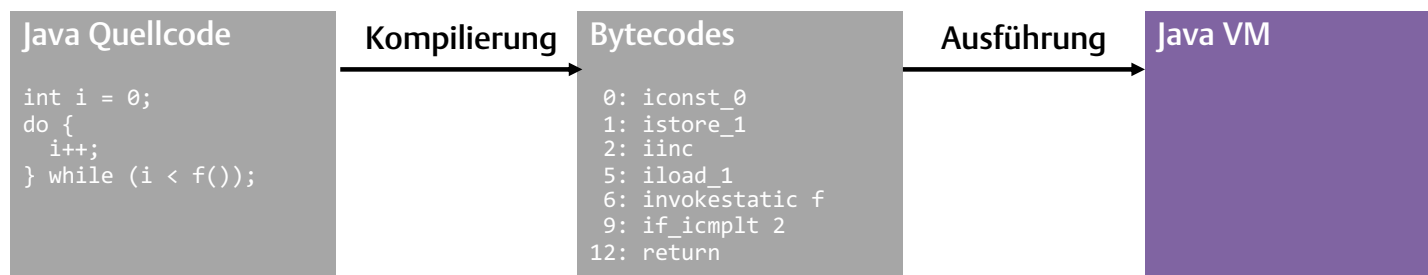 Java Quellcode
int i = 0;
do {
  i++;
} while (i < f());
Kompilierung
Bytecodes
 0: iconst_0
 1: istore_1
 2: iinc
 5: iload_1
 6: invokestatic f
 9: if_icmplt 2
12: return
Ausführung
Java VM